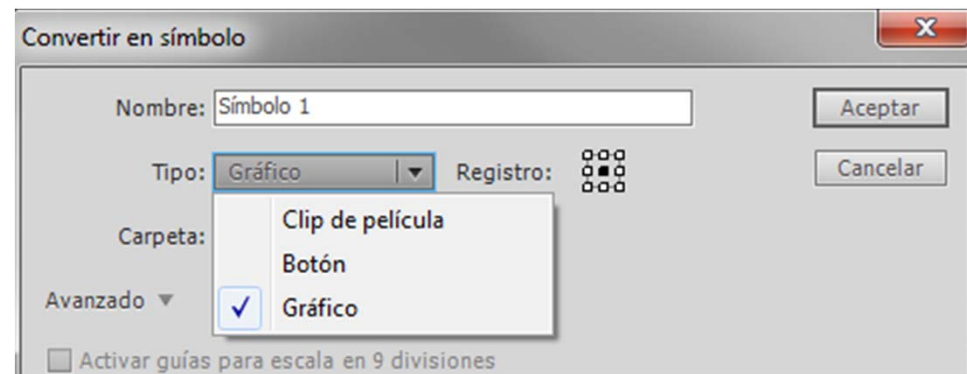 Convertir en símbolo
Nombre: Símbolo 1 Aceptar
Tipo: Gráfico Registro: Cancelar
Clip de película
Carpeta:
Botón
Avanzado
Gráfico
Activar guías para escala en 9 divisiones